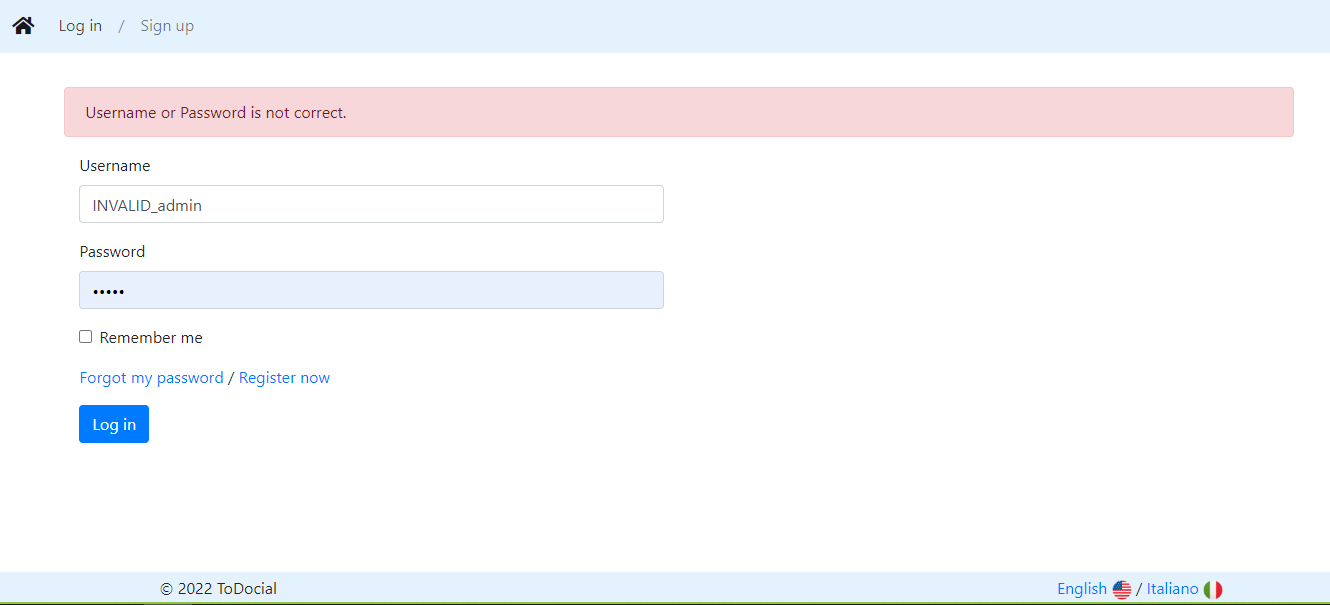 Log in / Sign up
Username or Password is not correct.
Username
INVALID_admin
Password
•••••
Remember me
Forgot my password / Register now
Log in
© 2022 ToDocial
English / Italiano